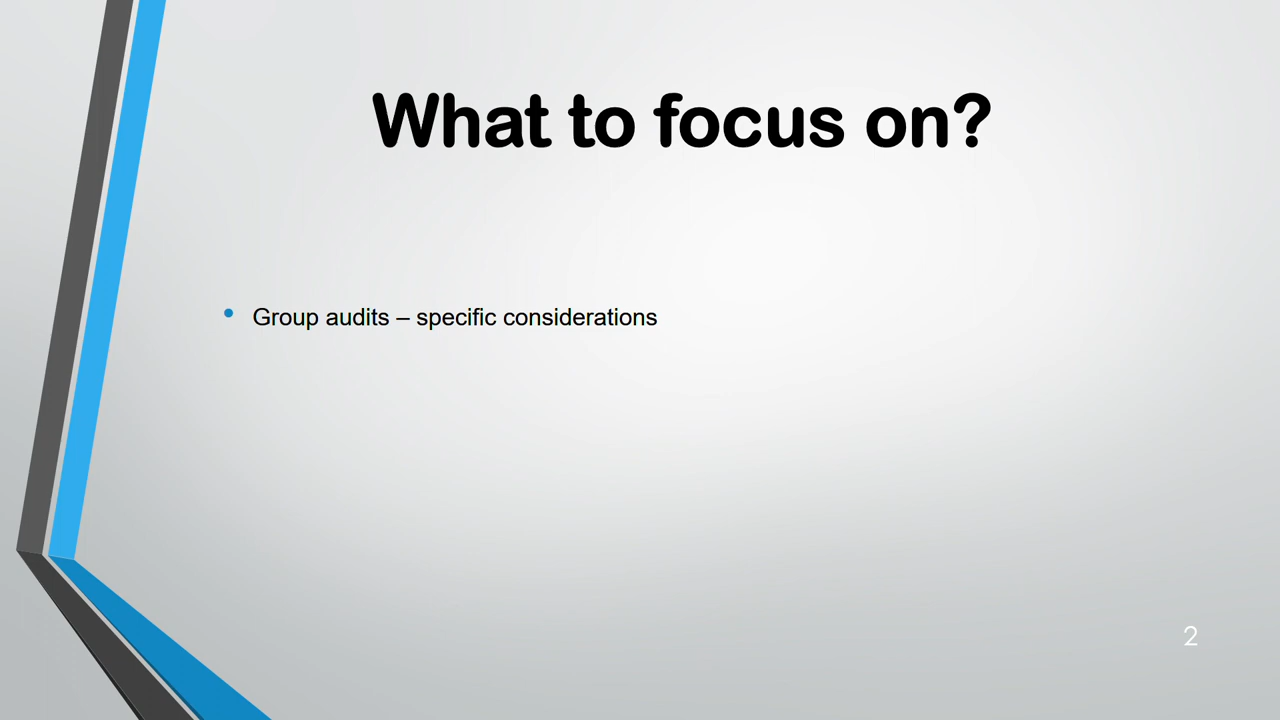 What to focus on?
• Group audits – specific considerations
2